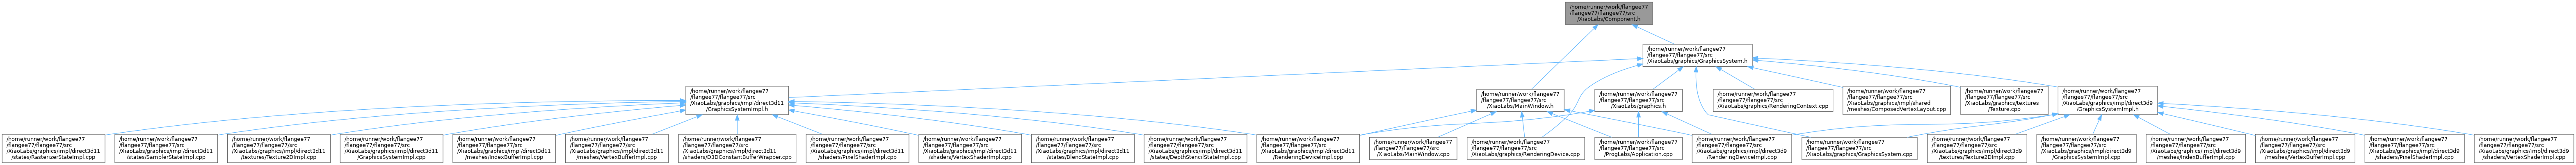 /home/runner/work/flangee77
/flangee77/flangee77/src
/XiaoLabs/Component.h
/home/runner/work/flangee77
/flangee77/flangee77/src
/XiaoLabs/graphics/GraphicsSystem.h
/home/runner/work/flangee77
/flangee77/flangee77/src
/XiaoLabs/graphics/impl/direct3d11
/GraphicsSystemImpl.h
/home/runner/work/flangee77
/flangee77/flangee77/src
/XiaoLabs/MainWindow.h
/home/runner/work/flangee77
/flangee77/flangee77/src
/XiaoLabs/graphics.h
/home/runner/work/flangee77
/flangee77/flangee77/src
/XiaoLabs/graphics/RenderingContext.cpp
/home/runner/work/flangee77
/flangee77/flangee77/src
/XiaoLabs/graphics/impl/shared
/meshes/ComposedVertexLayout.cpp
/home/runner/work/flangee77
/flangee77/flangee77/src
/XiaoLabs/graphics/textures
/Texture.cpp
/home/runner/work/flangee77
/flangee77/flangee77/src
/XiaoLabs/graphics/impl/direct3d9
/GraphicsSystemImpl.h
/home/runner/work/flangee77
/flangee77/flangee77/src
/XiaoLabs/graphics/impl/direct3d11
/states/RasterizerStateImpl.cpp
/home/runner/work/flangee77
/flangee77/flangee77/src
/XiaoLabs/graphics/impl/direct3d11
/states/SamplerStateImpl.cpp
/home/runner/work/flangee77
/flangee77/flangee77/src
/XiaoLabs/graphics/impl/direct3d11
/textures/Texture2DImpl.cpp
/home/runner/work/flangee77
/flangee77/flangee77/src
/XiaoLabs/graphics/impl/direct3d11
/GraphicsSystemImpl.cpp
/home/runner/work/flangee77
/flangee77/flangee77/src
/XiaoLabs/graphics/impl/direct3d11
/meshes/IndexBufferImpl.cpp
/home/runner/work/flangee77
/flangee77/flangee77/src
/XiaoLabs/graphics/impl/direct3d11
/meshes/VertexBufferImpl.cpp
/home/runner/work/flangee77
/flangee77/flangee77/src
/XiaoLabs/graphics/impl/direct3d11
/shaders/D3DConstantBufferWrapper.cpp
/home/runner/work/flangee77
/flangee77/flangee77/src
/XiaoLabs/graphics/impl/direct3d11
/shaders/PixelShaderImpl.cpp
/home/runner/work/flangee77
/flangee77/flangee77/src
/XiaoLabs/graphics/impl/direct3d11
/shaders/VertexShaderImpl.cpp
/home/runner/work/flangee77
/flangee77/flangee77/src
/XiaoLabs/graphics/impl/direct3d11
/states/BlendStateImpl.cpp
/home/runner/work/flangee77
/flangee77/flangee77/src
/XiaoLabs/graphics/impl/direct3d11
/states/DepthStencilStateImpl.cpp
/home/runner/work/flangee77
/flangee77/flangee77/src
/XiaoLabs/graphics/impl/direct3d11
/RenderingDeviceImpl.cpp
/home/runner/work/flangee77
/flangee77/flangee77/src
/XiaoLabs/MainWindow.cpp
/home/runner/work/flangee77
/flangee77/flangee77/src
/XiaoLabs/graphics/RenderingDevice.cpp
/home/runner/work/flangee77
/flangee77/flangee77/src
/ProgLabs/Application.cpp
/home/runner/work/flangee77
/flangee77/flangee77/src
/XiaoLabs/graphics/impl/direct3d9
/RenderingDeviceImpl.cpp
/home/runner/work/flangee77
/flangee77/flangee77/src
/XiaoLabs/graphics/GraphicsSystem.cpp
/home/runner/work/flangee77
/flangee77/flangee77/src
/XiaoLabs/graphics/impl/direct3d9
/textures/Texture2DImpl.cpp
/home/runner/work/flangee77
/flangee77/flangee77/src
/XiaoLabs/graphics/impl/direct3d9
/GraphicsSystemImpl.cpp
/home/runner/work/flangee77
/flangee77/flangee77/src
/XiaoLabs/graphics/impl/direct3d9
/meshes/IndexBufferImpl.cpp
/home/runner/work/flangee77
/flangee77/flangee77/src
/XiaoLabs/graphics/impl/direct3d9
/meshes/VertexBufferImpl.cpp
/home/runner/work/flangee77
/flangee77/flangee77/src
/XiaoLabs/graphics/impl/direct3d9
/shaders/PixelShaderImpl.cpp
/home/runner/work/flangee77
/flangee77/flangee77/src
/XiaoLabs/graphics/impl/direct3d9
/shaders/VertexShaderImpl.cpp